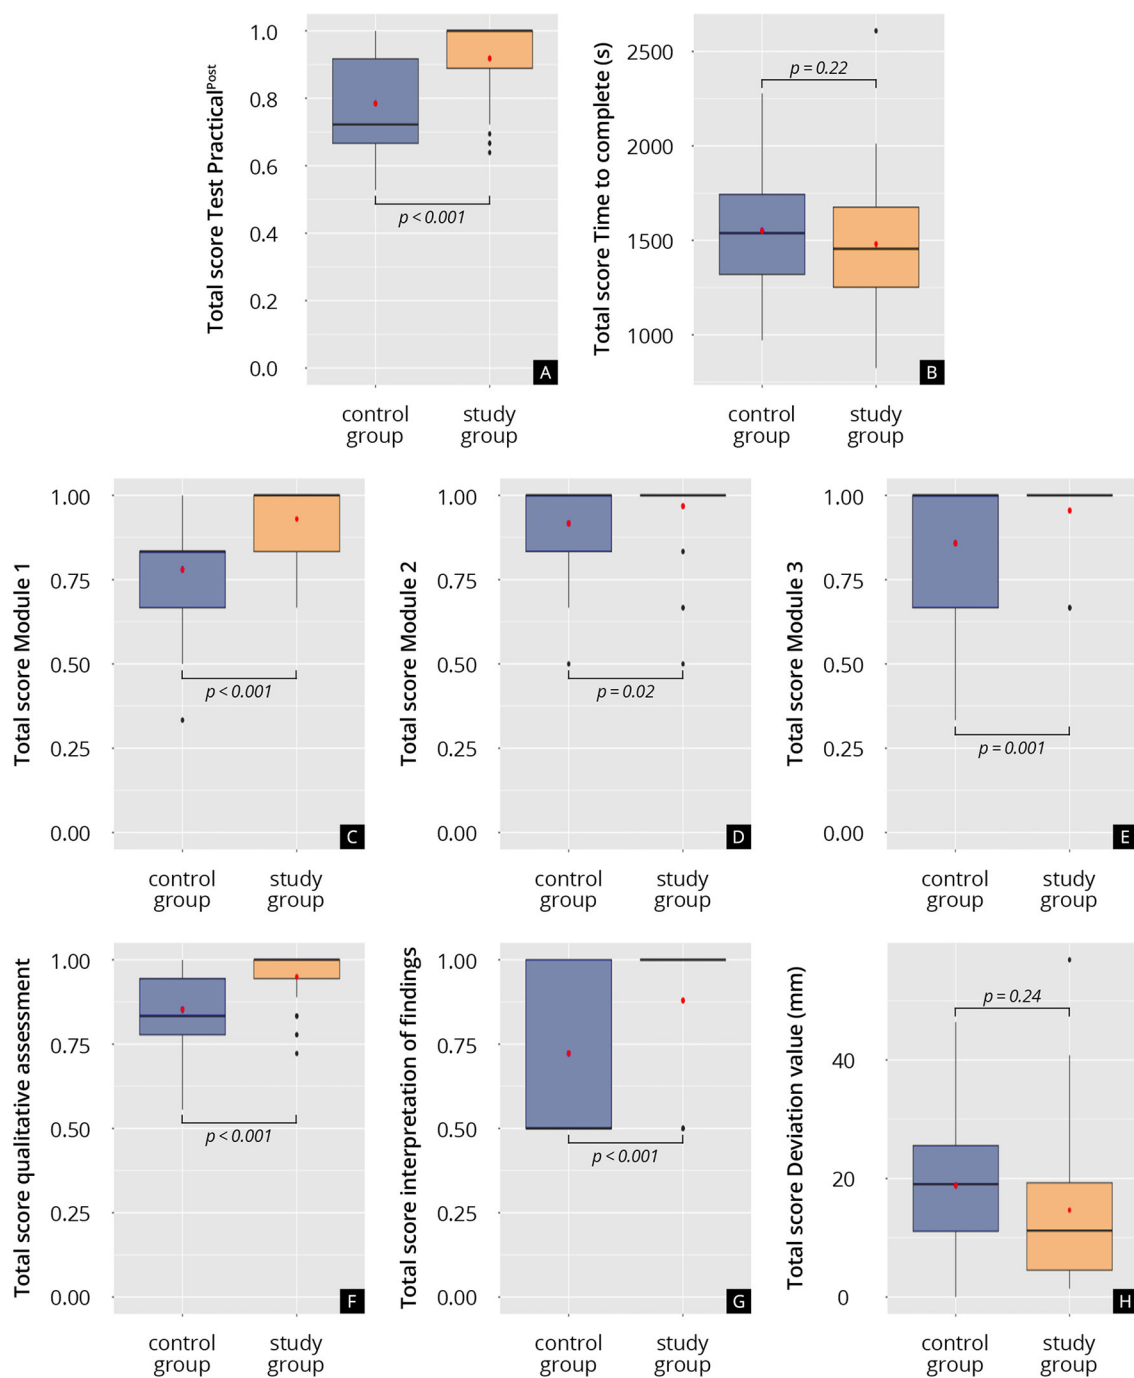 Total score Test Practical^Post
1.0
0.8
0.6
0.4
0.2
0.0
p < 0.001
A
control group
study group
Total score Time to complete (s)
2500
2000
1500
1000
p = 0.22
B
control group
study group
Total score Module 1
1.00
0.75
0.50
0.25
0.00
p < 0.001
C
control group
study group
Total score Module 2
1.00
0.75
0.50
0.25
0.00
p = 0.02
D
control group
study group
Total score Module 3
1.00
0.75
0.50
0.25
0.00
p = 0.001
E
control group
study group
Total score qualitative assessment
1.00
0.75
0.50
0.25
0.00
p < 0.001
F
control group
study group
Total score interpretation of findings
1.00
0.75
0.50
0.25
0.00
p < 0.001
G
control group
study group
Total score Deviation value (mm)
40
20
0
p = 0.24
H
control group
study group